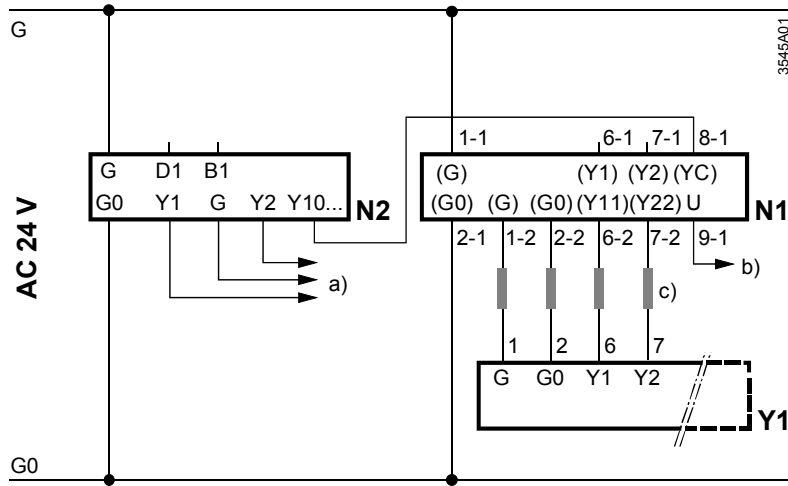 G
3545A01
1-1 6-1 7-1 8-1
G D1 B1
(G) (Y1) (Y2) (YC)
G0 Y1 G Y2 Y10... N2
(G0) (G) (G0) (Y11) (Y22) U N1
AC 24 V
2-1 1-2 2-2 6-2 7-2 9-1
a)
b)
c)
1 2 6 7
G G0 Y1 Y2
Y1
G0